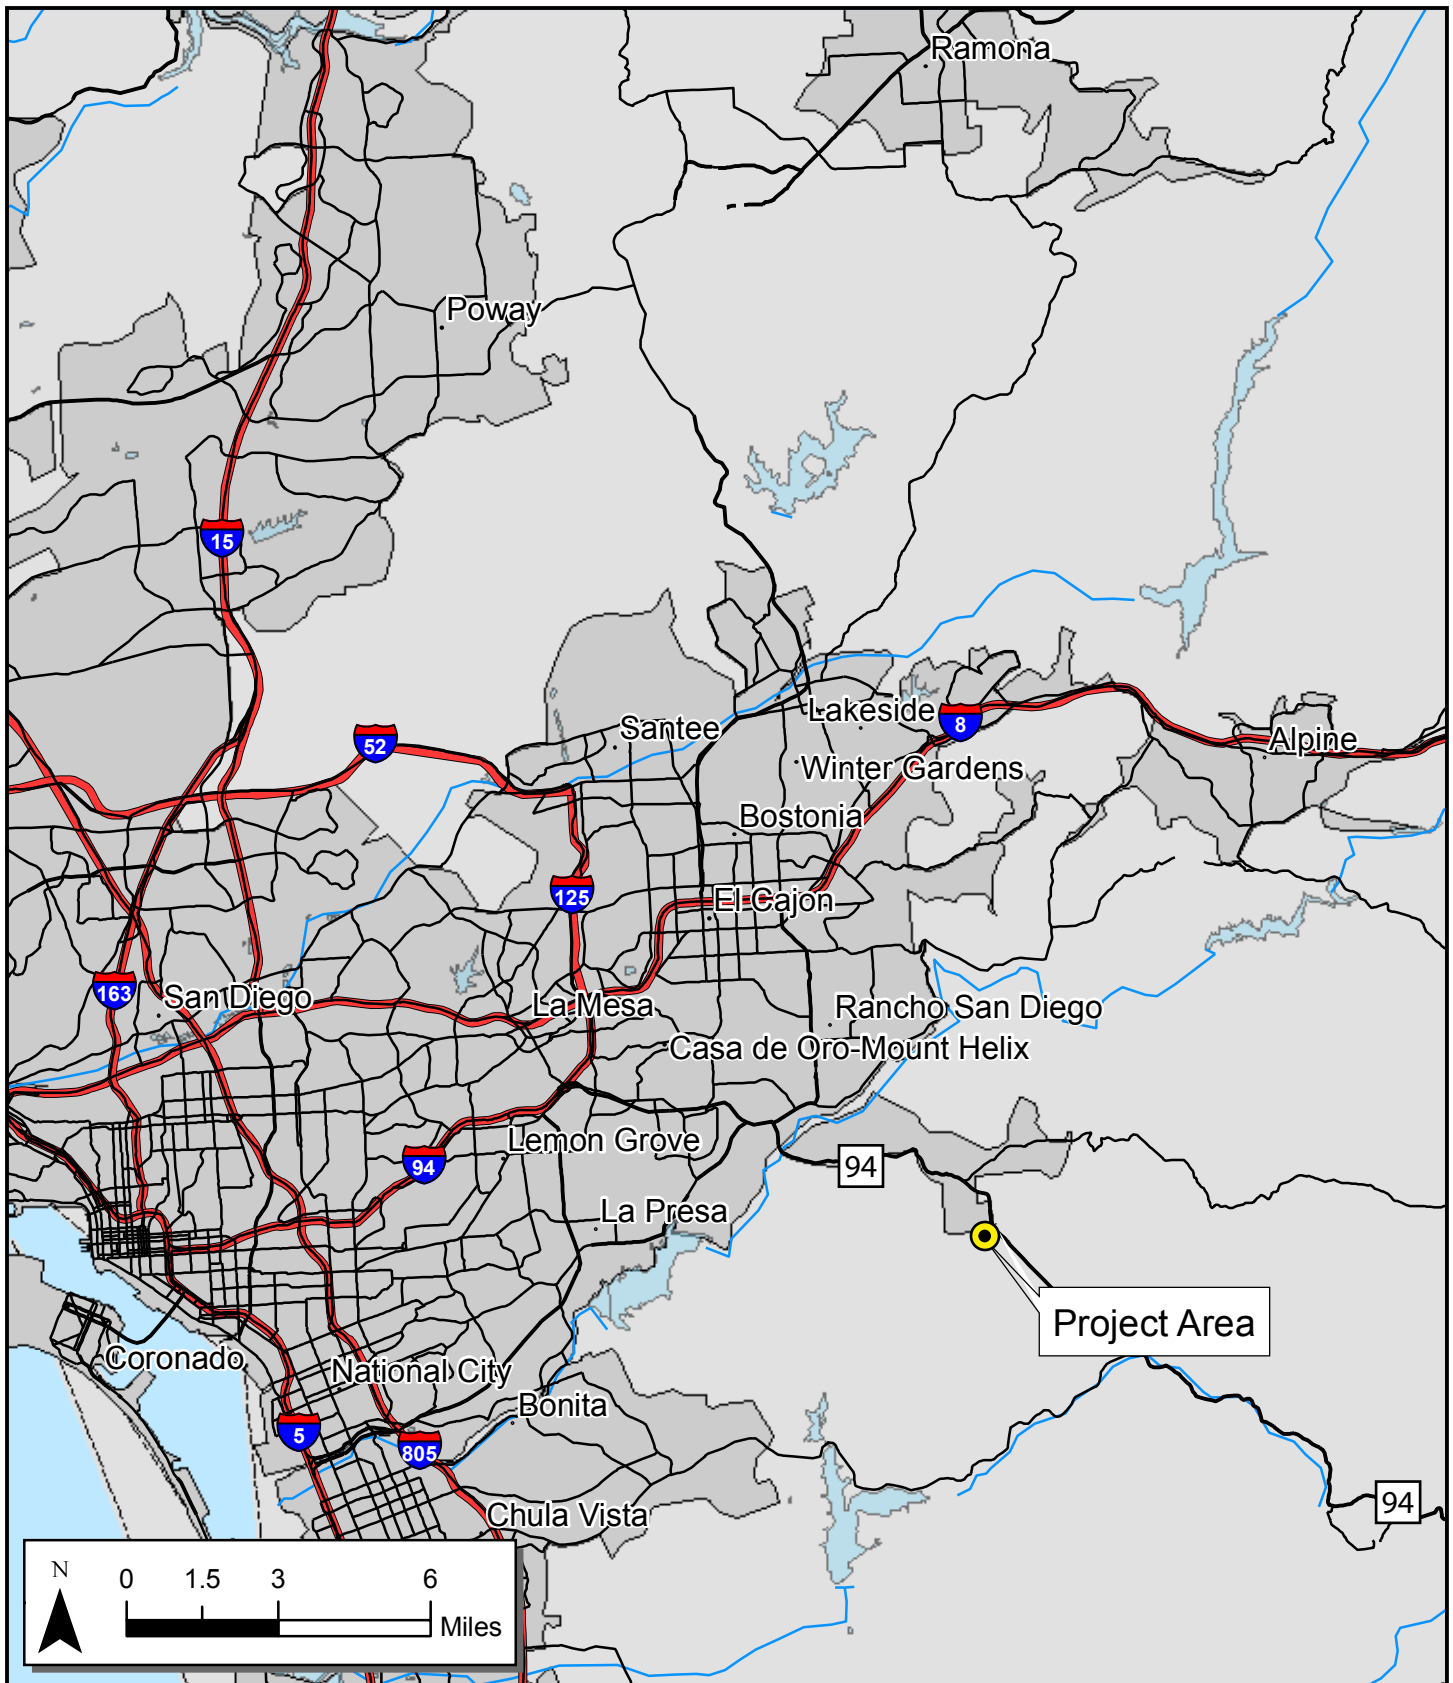 Ramona
Poway
15
Lakeside
8
Santee
52
Alpine
Winter Gardens
Bostonia
125
El Cajon
163
San Diego
La Mesa
Rancho San Diego
Casa de Oro-Mount Helix
Lemon Grove
94
94
La Presa
Project Area
Coronado
National City
Bonita
5
805
94
Chula Vista
N
0 1.5 3 6
Miles